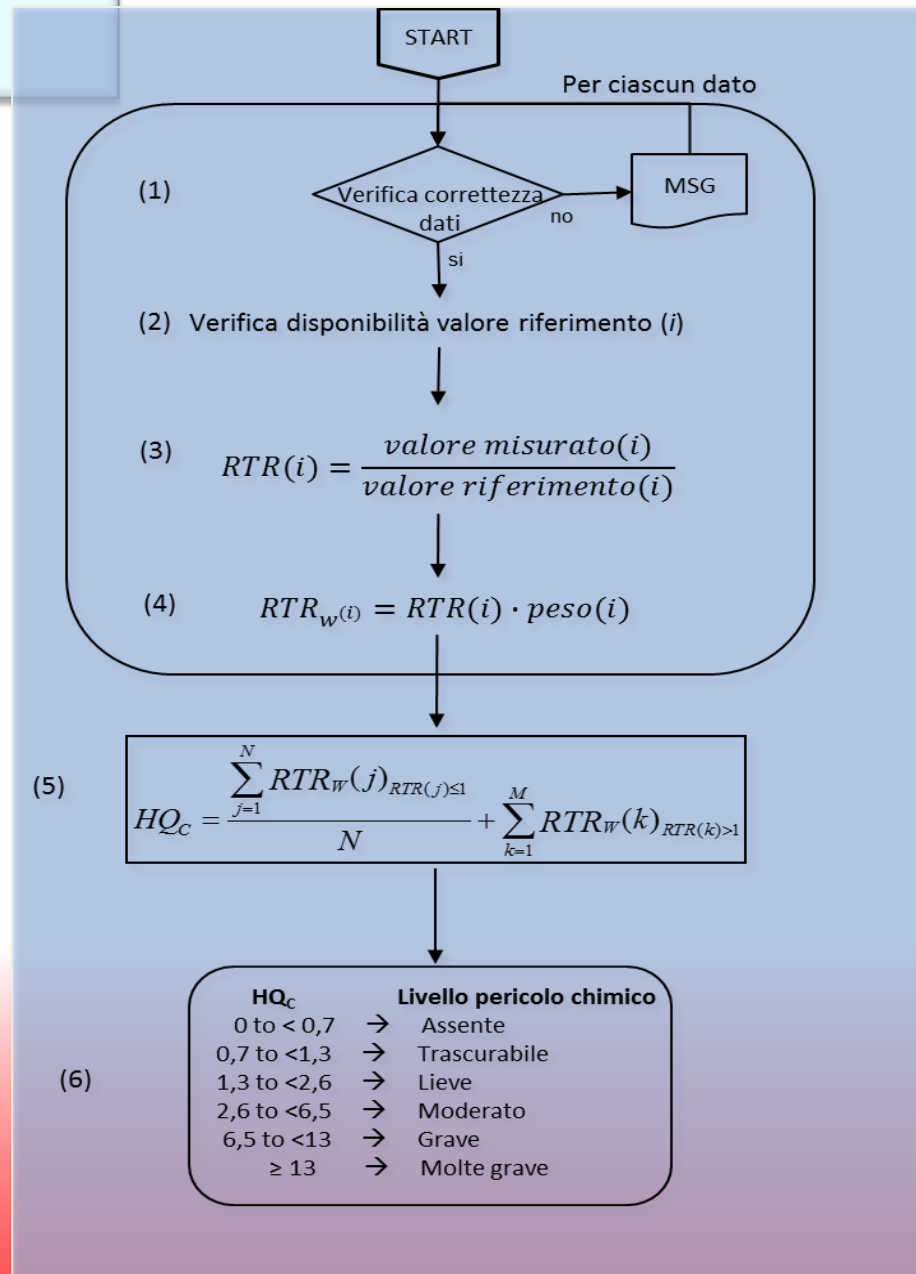 START
Per ciascun dato
(1)
Verifica correttezza
dati
no
MSG
si
(2) Verifica disponibilità valore riferimento (i)
(3)
RTR(i) = valore misurato(i) / valore riferimento(i)
(4)
RTR_w(i) = RTR(i) · peso(i)
(5)
HQ_C = ∑_{j=1}^{N} RTR_W(j)_{RTR(j)≤1} / N + ∑_{k=1}^{M} RTR_W(k)_{RTR(k)>1}
(6)
HQ_C Livello pericolo chimico
0 to < 0,7 → Assente
0,7 to <1,3 → Trascurabile
1,3 to <2,6 → Lieve
2,6 to <6,5 → Moderato
6,5 to <13 → Grave
≥ 13 → Molte grave